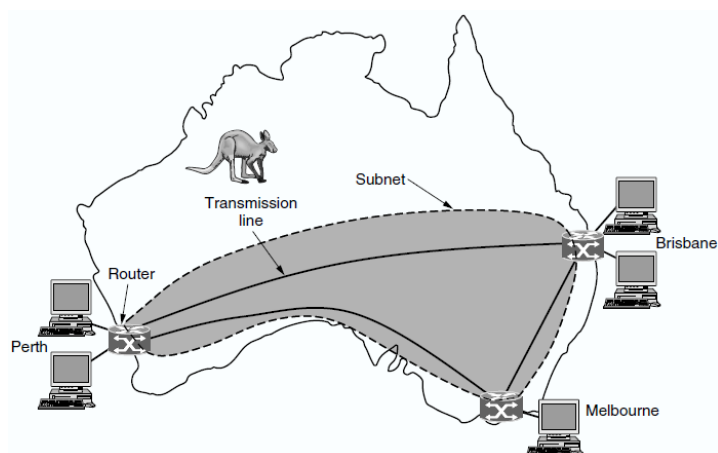 Subnet
Transmission
line
Brisbane
Router
Perth
Melbourne